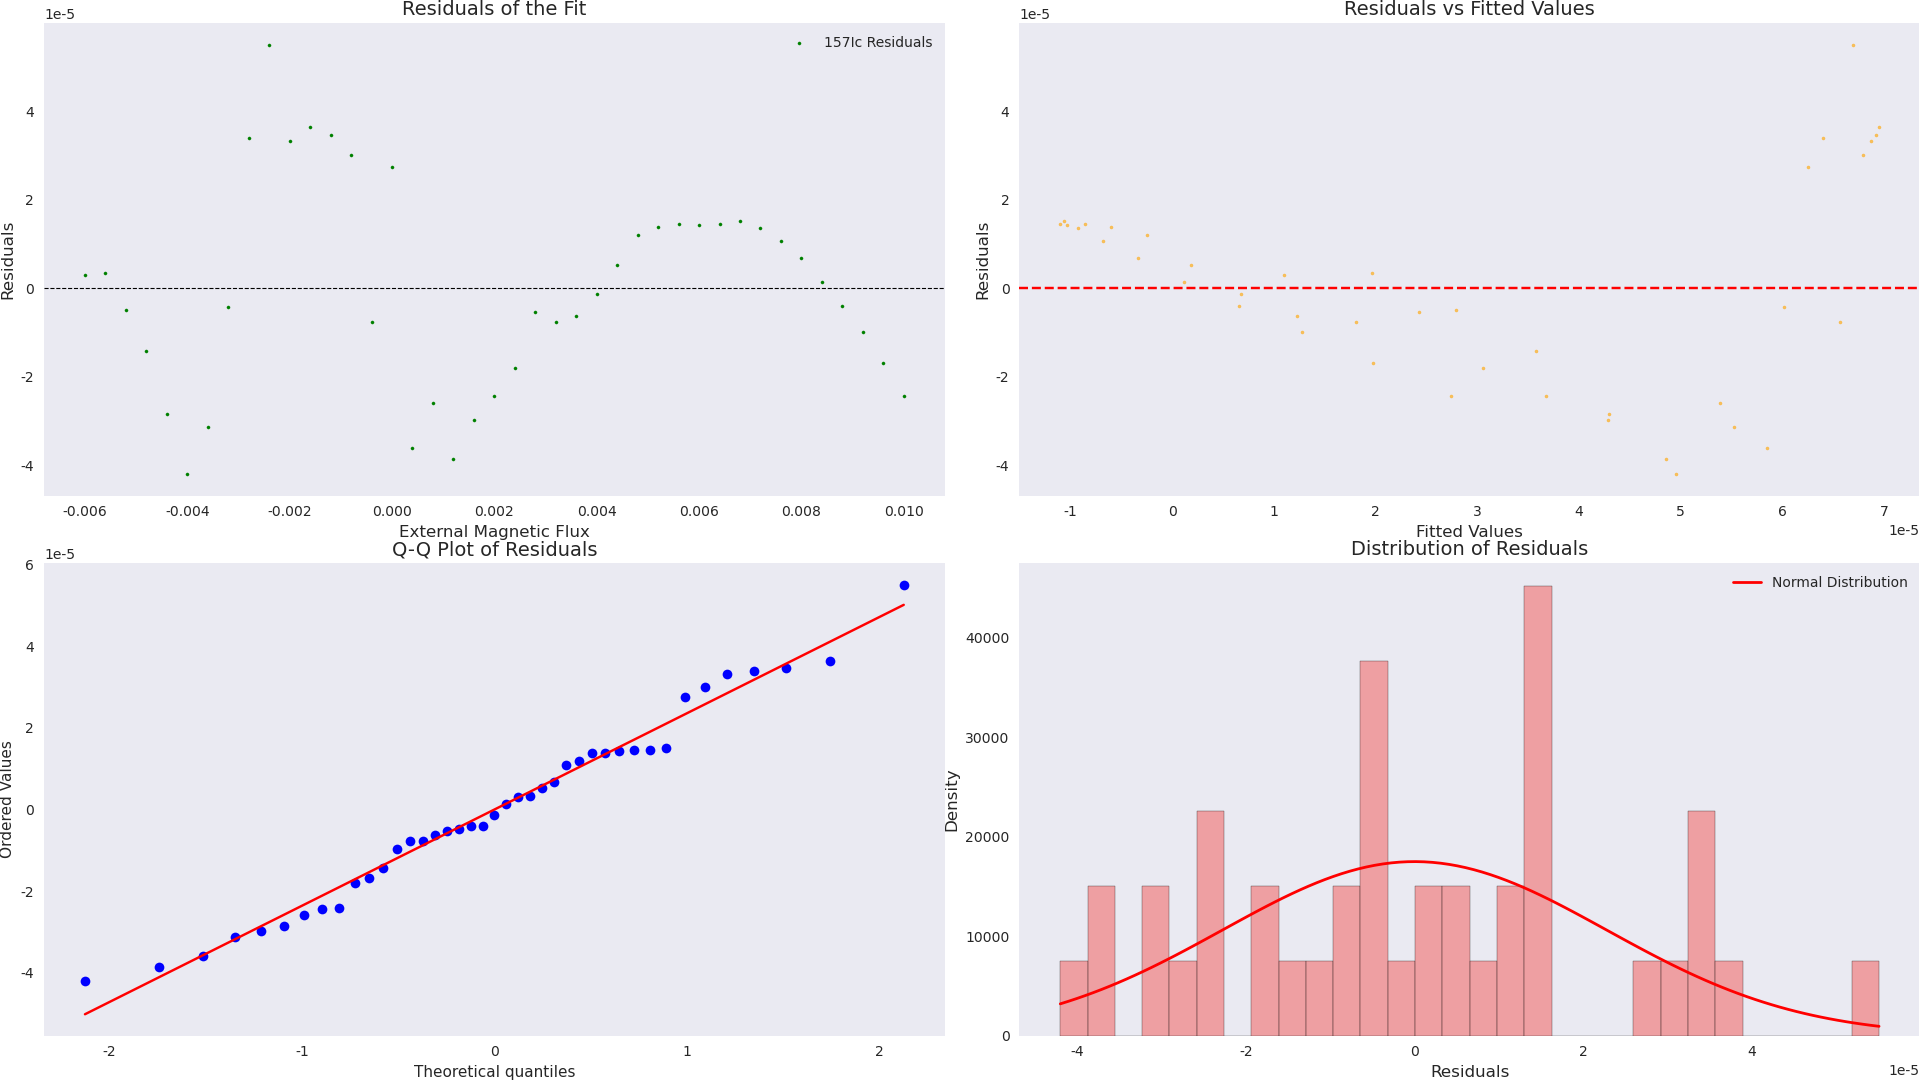 Residuals of the Fit
1e-5
157Ic Residuals
4
2
0
-2
-4
Residuals
-0.006 -0.004 -0.002 0.000 0.002 0.004 0.006 0.008 0.010
External Magnetic Flux
Residuals vs Fitted Values
1e-5
4
2
0
-2
-4
Residuals
-1 0 1 2 3 4 5 6 7
1e-5
Fitted Values
Q-Q Plot of Residuals
1e-5
6
4
2
0
-2
-4
Ordered Values
-2 -1 0 1 2
Theoretical quantiles
Distribution of Residuals
Normal Distribution
40000
30000
20000
10000
0
Density
-4 -2 0 2 4
1e-5
Residuals